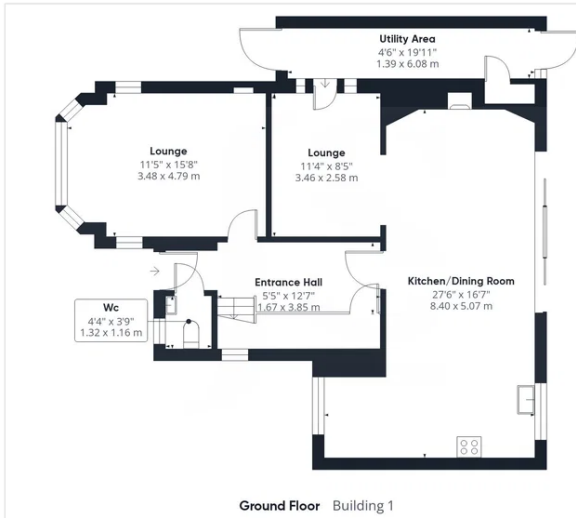 Utility Area
4'6" x 19'11"
1.39 x 6.08 m
Lounge
11'5" x 15'8"
3.48 x 4.79 m
Lounge
11'4" x 8'5"
3.46 x 2.58 m
Entrance Hall
5'5" x 12'7"
1.67 x 3.85 m
Kitchen/Dining Room
27'6" x 16'7"
8.40 x 5.07 m
Wc
4'4" x 3'9"
1.32 x 1.16 m
Ground Floor Building 1